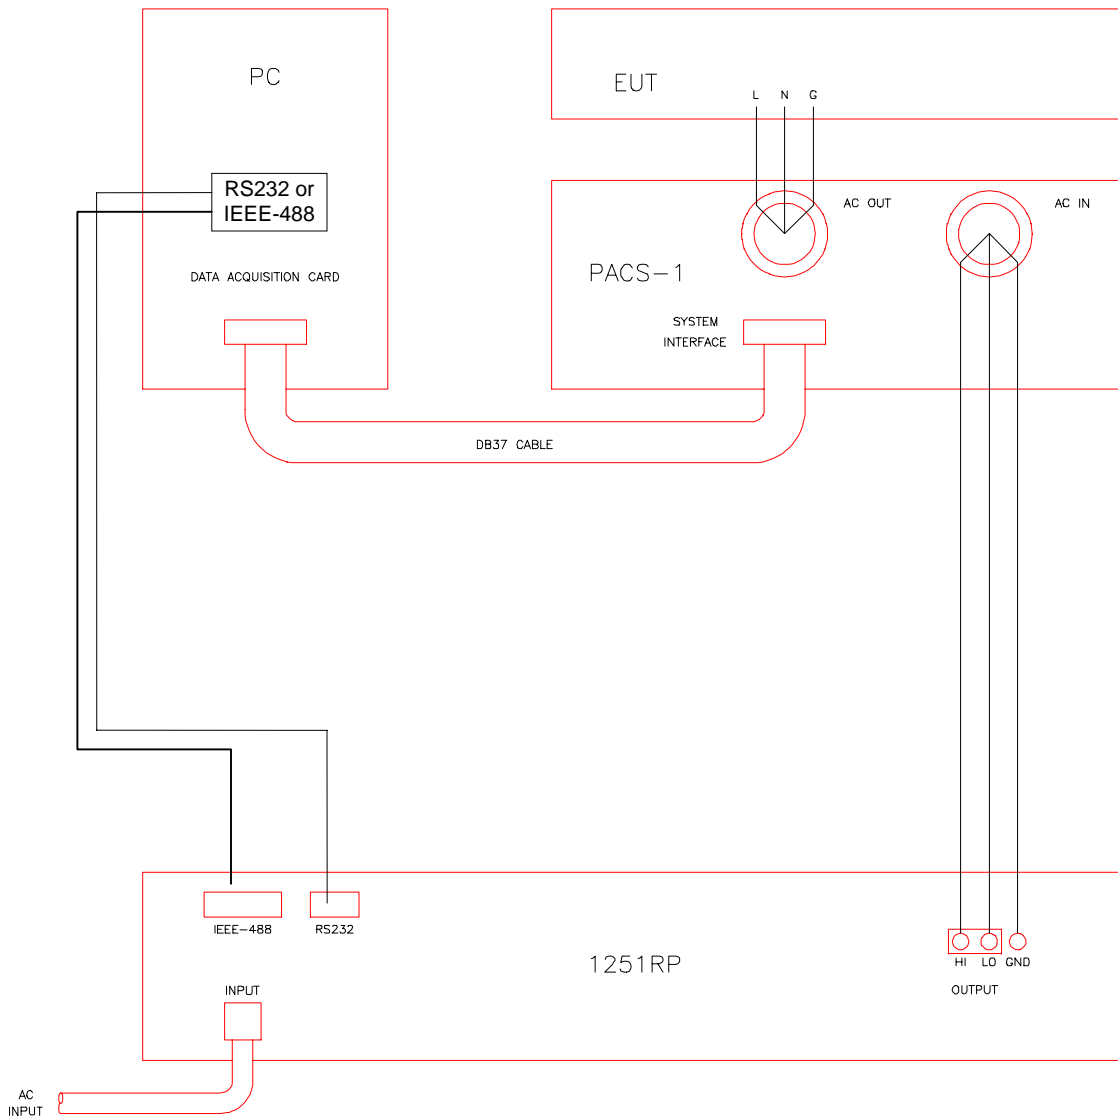 PC
EUT
L N G
RS232 or
IEEE-488
AC OUT
AC IN
DATA ACQUISITION CARD
PACS-1
SYSTEM
INTERFACE
DB37 CABLE
IEEE-488
RS232
1251RP
HI LO GND
OUTPUT
INPUT
AC
INPUT